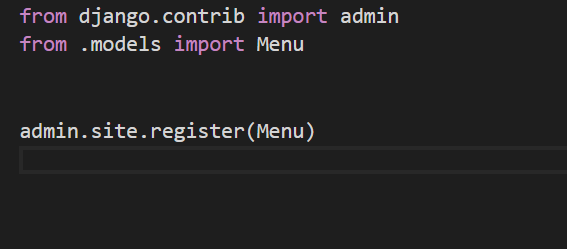 from django.contrib import admin
from .models import Menu
admin.site.register(Menu)